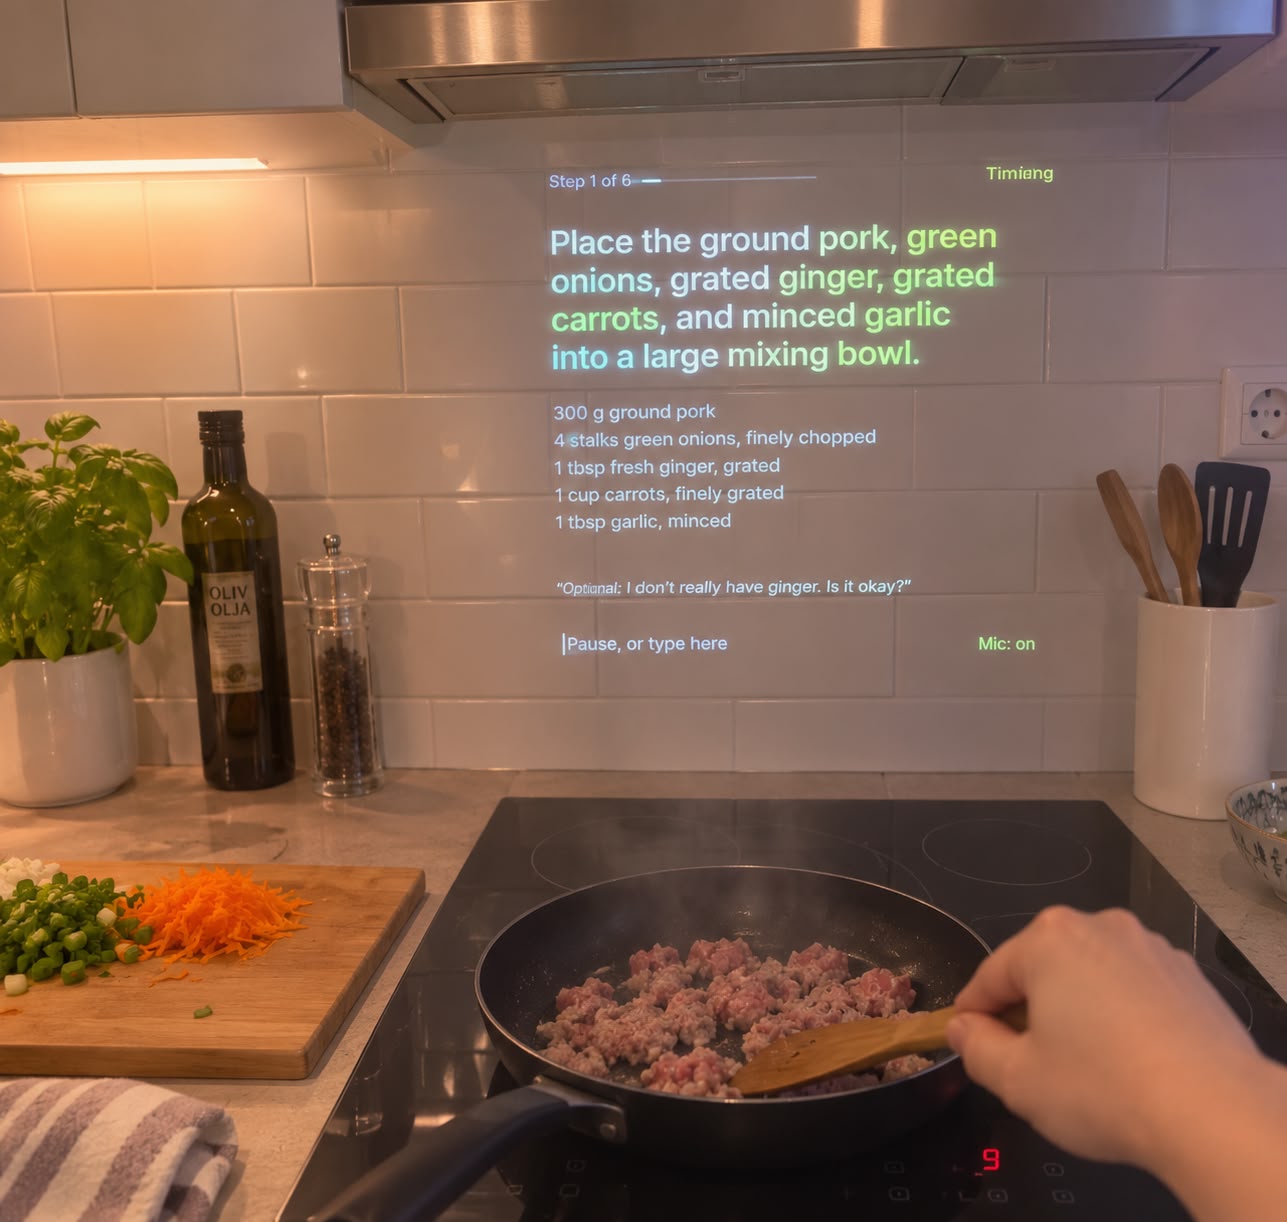 Step 1 of 6
Timiang
Place the ground pork, green
onions, grated ginger, grated
carrots, and minced garlic
into a large mixing bowl.
300 g ground pork
4 stalks green onions, finely chopped
1 tbsp fresh ginger, grated
1 cup carrots, finely grated
1 tbsp garlic, minced
“Optional: I don’t really have ginger. Is it okay?”
Pause, or type here
Mic: on
OLIV
OLJA
9